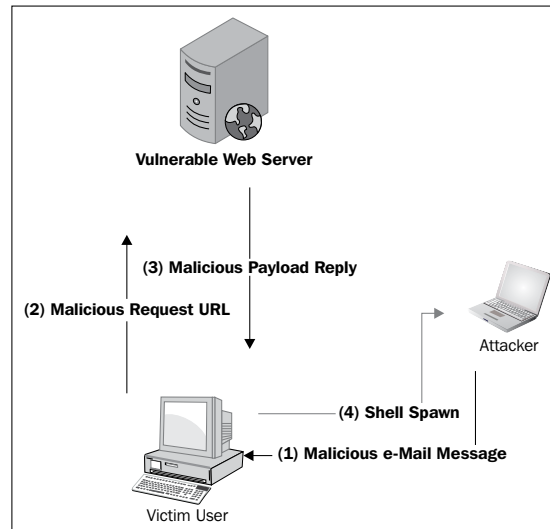 Vulnerable Web Server
(3) Malicious Payload Reply
(2) Malicious Request URL
Attacker
(4) Shell Spawn
(1) Malicious e-Mail Message
Victim User